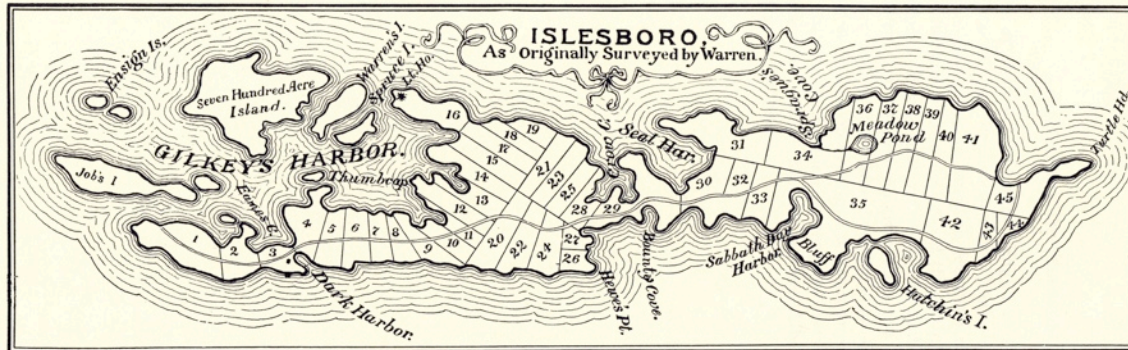 ISLESBORO,
As Originally Surveyed by Warren.
Ensign Is.
Seven Hundred Acre
Island.
Warren's I.
Spruce I.
Lt. Ho.
GILKEY'S HARBOR.
Job's I
Thumbcap
Eames C.
Dark Harbor.
Seal Har.
Cove
Sprague's
Cove.
Meadow
Pond
Turtle Hd.
Hewe's Pt.
Bounty Cove.
Sabbath Day
Harbor.
Bluff
Hutchin's I.
1
2
3
4
5
6
7
8
9
10
11
12
13
14
15
16
17
18
19
20
21
22
23
24
25
26
27
28
29
30
31
32
33
34
35
36
37
38
39
40
41
42
43
44
45